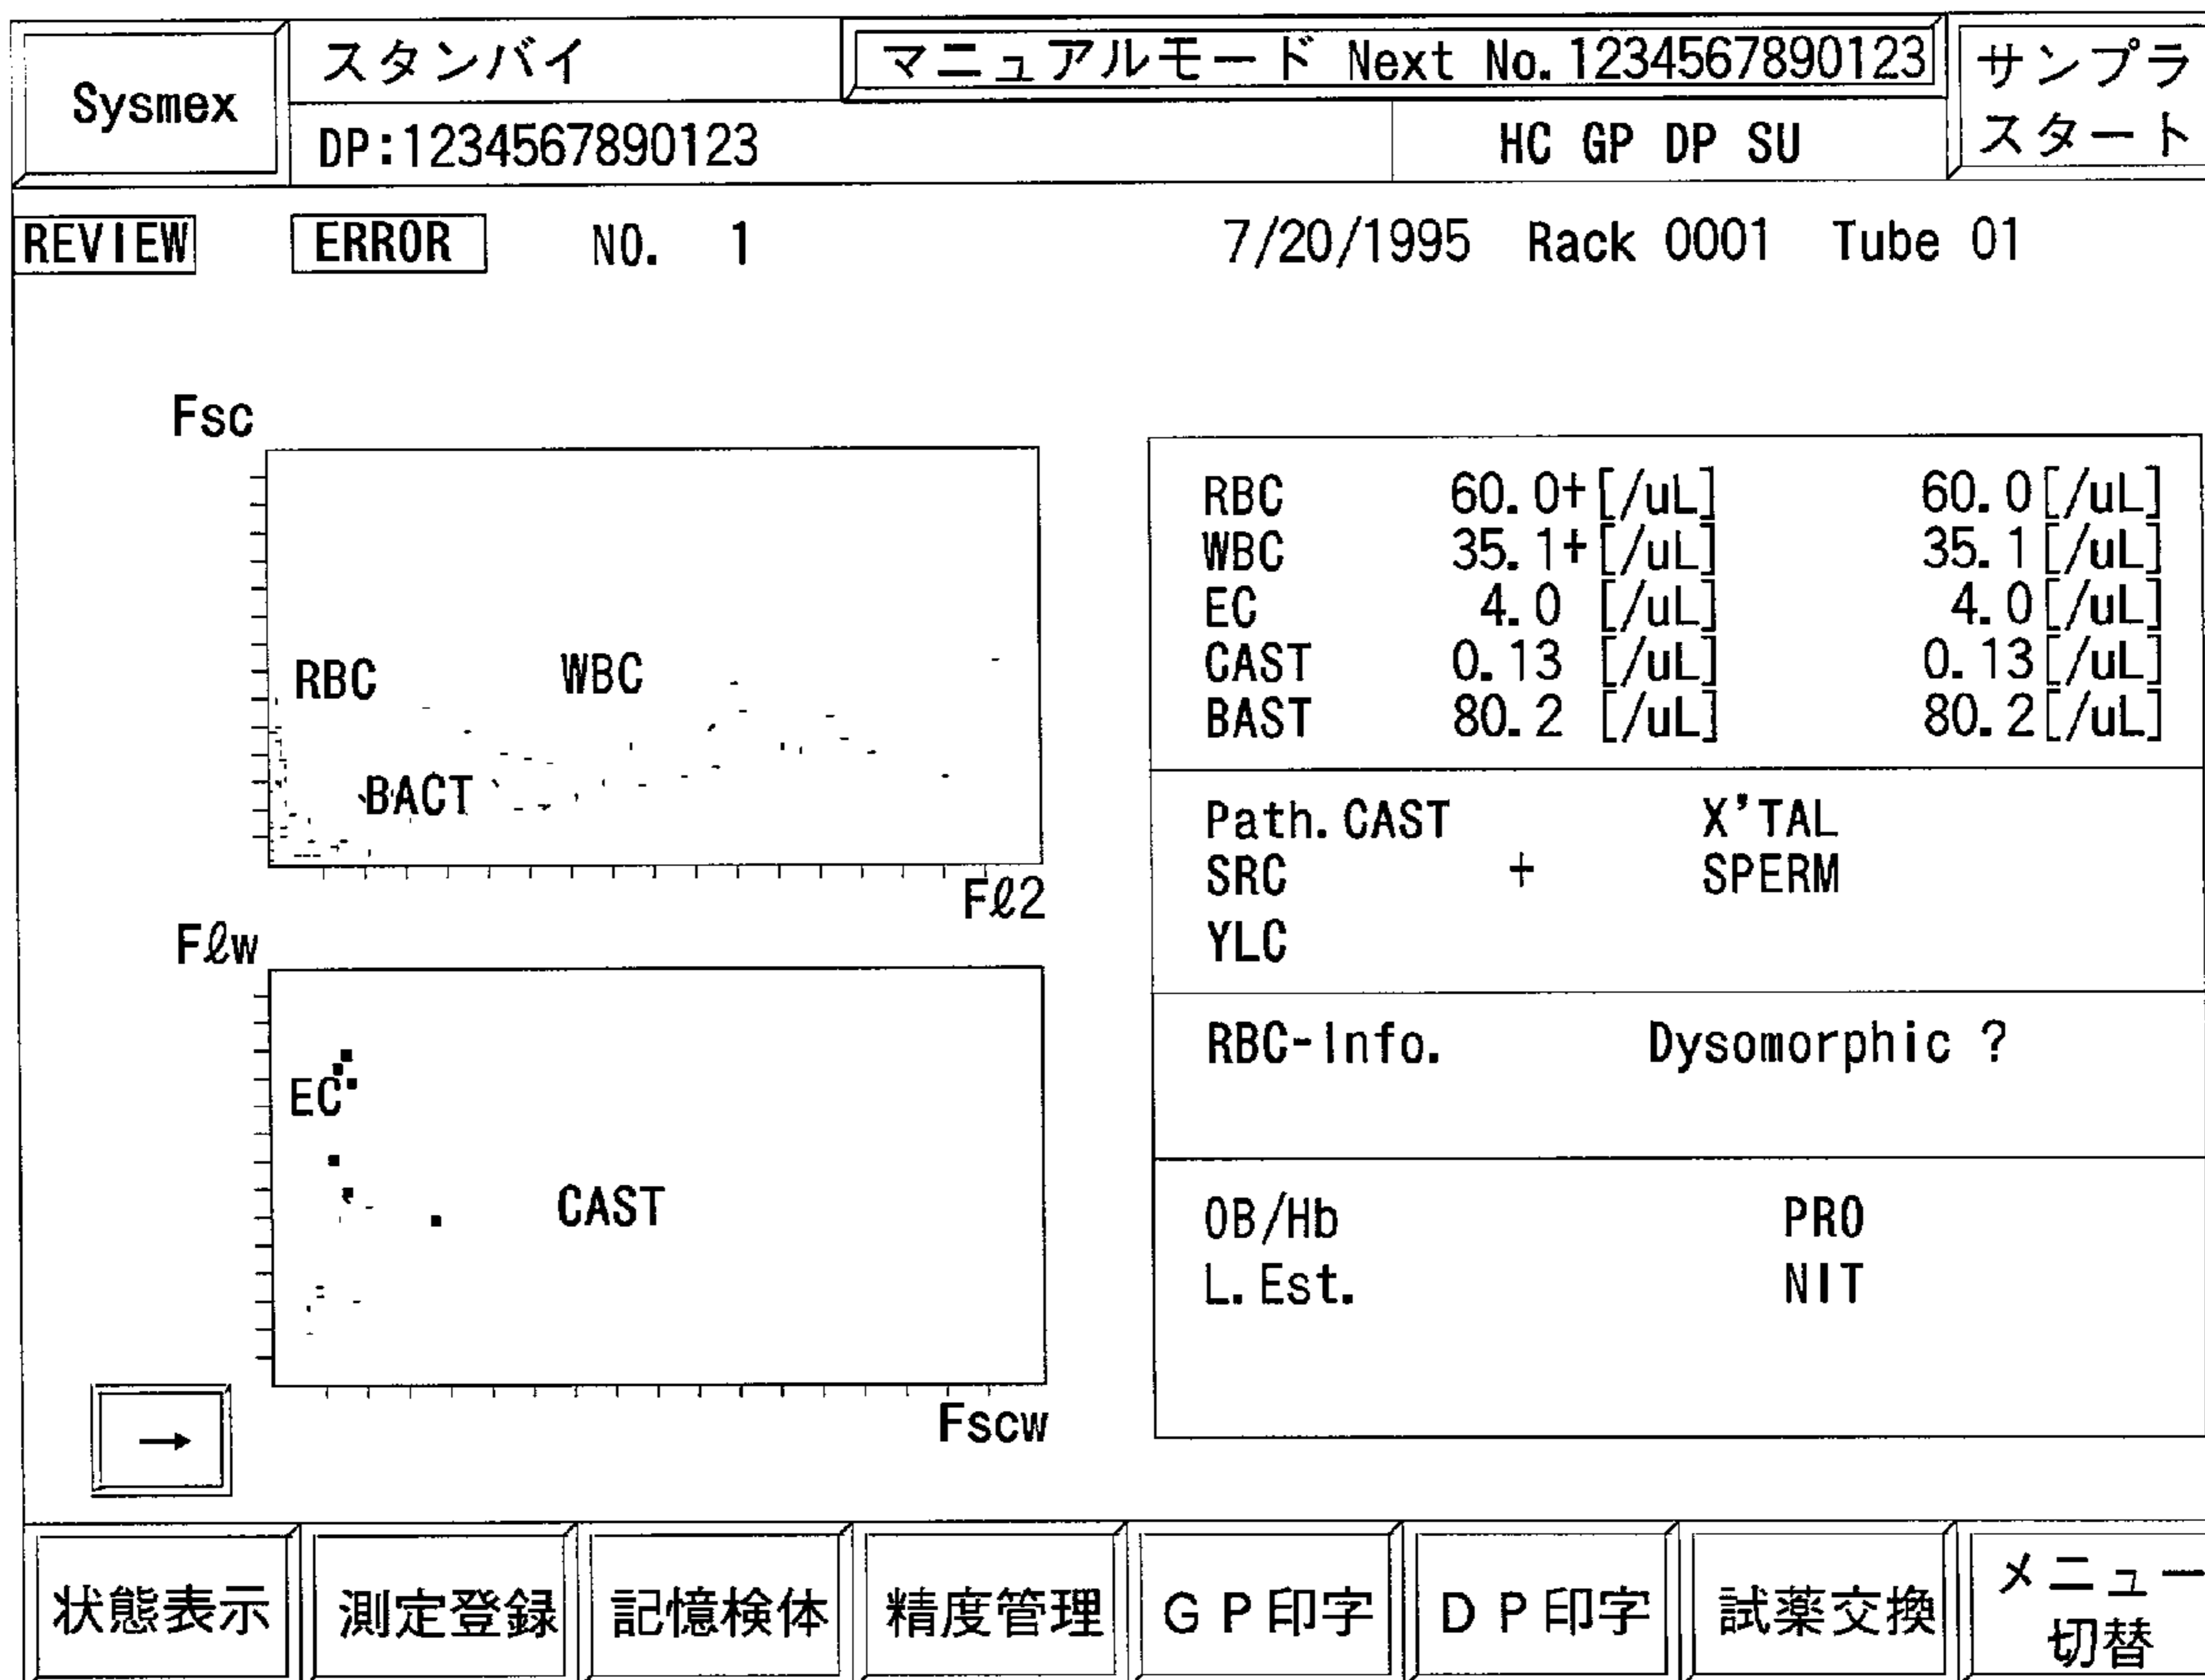 Sysmex
スタンバイ
マニュアルモード Next No.1234567890123
サンプラ
スタート
DP:1234567890123
HC GP DP SU
REVIEW ERROR NO. 1 7/20/1995 Rack 0001 Tube 01
Fsc
RBC WBC
BACT
Fℓ2
Fℓw
EC
CAST
Fscw
→
RBC 60.0+[/uL] 60.0[/uL]
WBC 35.1+[/uL] 35.1[/uL]
EC 4.0 [/uL] 4.0[/uL]
CAST 0.13 [/uL] 0.13[/uL]
BAST 80.2 [/uL] 80.2[/uL]
Path.CAST X'TAL
SRC + SPERM
YLC
RBC-Info. Dysomorphic ?
OB/Hb PRO
L.Est. NIT
状態表示
測定登録
記憶検体
精度管理
GP印字
DP印字
試薬交換
メニュー
切替